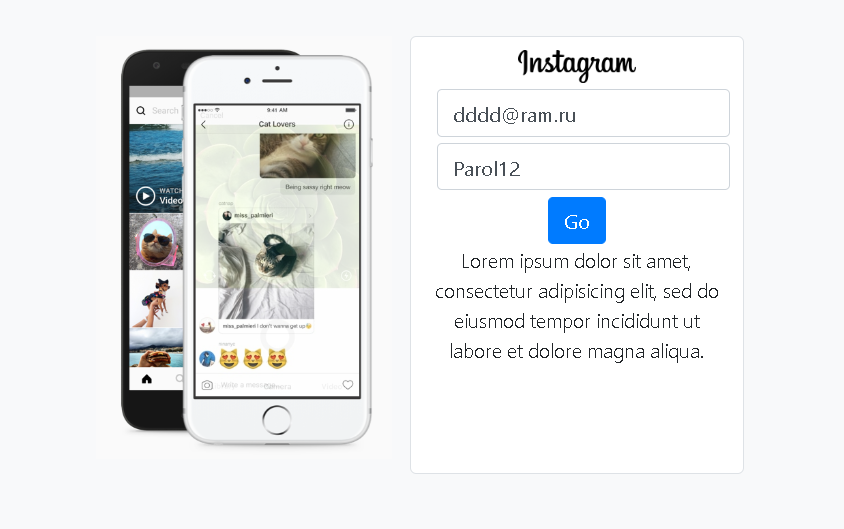 Instagram
dddd@ram.ru
Parol12
Go
Lorem ipsum dolor sit amet,
consectetur adipisicing elit, sed do
eiusmod tempor incididunt ut
labore et dolore magna aliqua.
Search
WATCH
Video
9:41 AM
Cancel
Cat Lovers
Being sassy right meow
miss_palmieri
miss_palmieri I don't wanna get up
Write a message
Camera